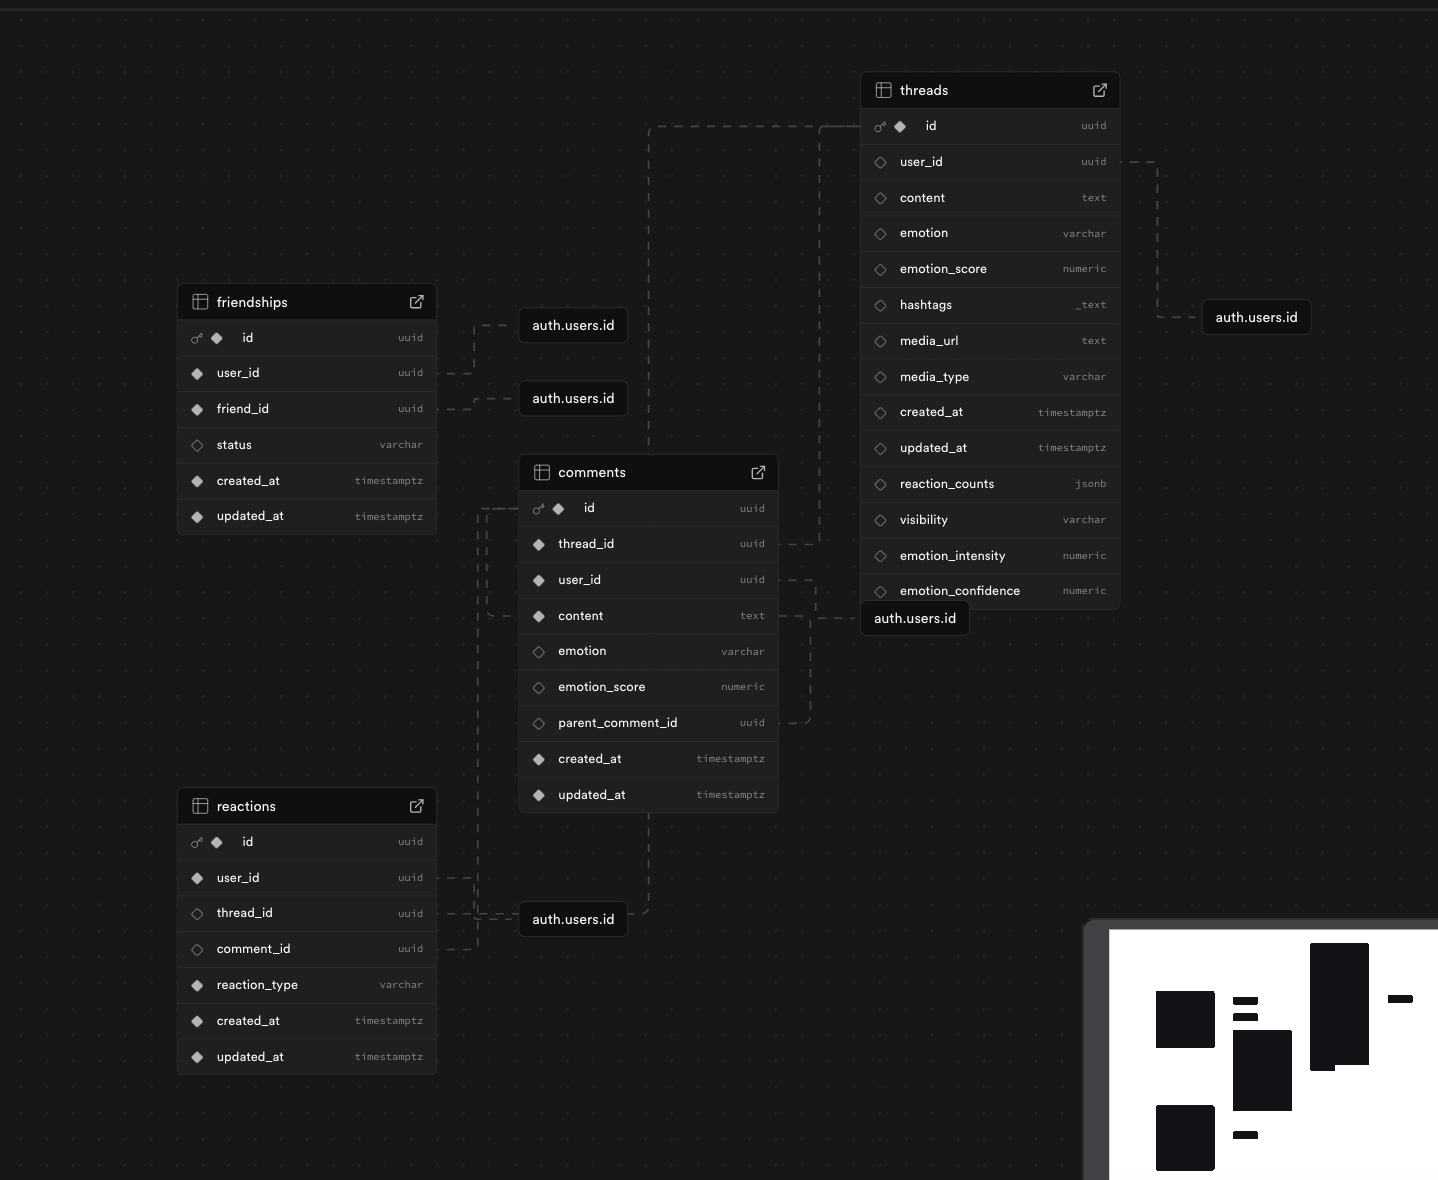 threads
id uuid
user_id uuid
content text
emotion varchar
emotion_score numeric
hashtags _text
media_url text
media_type varchar
created_at timestamptz
updated_at timestamptz
reaction_counts jsonb
visibility varchar
emotion_intensity numeric
emotion_confidence numeric
auth.users.id
friendships
id uuid
user_id uuid
friend_id uuid
status varchar
created_at timestamptz
updated_at timestamptz
auth.users.id
auth.users.id
comments
id uuid
thread_id uuid
user_id uuid
content text
emotion varchar
emotion_score numeric
parent_comment_id uuid
created_at timestamptz
updated_at timestamptz
auth.users.id
reactions
id uuid
user_id uuid
thread_id uuid
comment_id uuid
reaction_type varchar
created_at timestamptz
updated_at timestamptz
auth.users.id